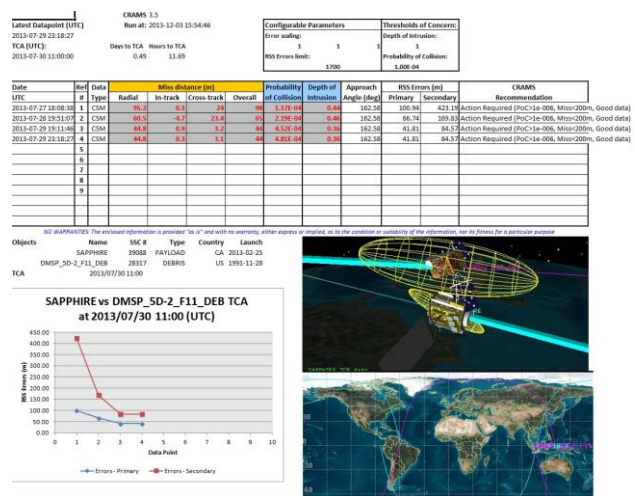 CRAMS 3.5
Latest Datapoint (UTC) Run at: 2013-12-03 15:54:46 Configurable Parameters Thresholds of Concern:
2013-07-29 23:18:27 Error scaling: Depth of Intrusion:
TCA (UTC): Days to TCA Hours to TCA 1 1 1 1
2013-07-30 11:00:00 0.49 11.69 RSS Errors limit: Probability of Collision:
1700 1.00E-04
Date Ref Data Miss distance (m) Probability Depth of Approach RSS Errors (m) CRAMS
UTC # Type Radial In-track Cross-track Overall of Collision Intrusion Angle (deg) Primary Secondary Recommendation
2013-07-27 18:08:38 1 CSM 95.2 0.1 24 98 1.17E-04 0.44 162.58 100.94 423.19 Action Required (PoC>1e-006, Miss<200m, Good data)
2013-07-28 19:51:07 2 CSM 60.5 -4.7 23.4 65 2.19E-04 0.46 162.58 66.74 169.83 Action Required (PoC>1e-006, Miss<200m, Good data)
2013-07-29 19:11:46 3 CSM 44.8 0.9 3.2 44 4.52E-04 0.36 162.58 41.81 84.57 Action Required (PoC>1e-006, Miss<200m, Good data)
2013-07-29 23:18:27 4 CSM 44.8 0.3 3.1 44 4.81E-04 0.36 162.58 41.81 84.57 Action Required (PoC>1e-006, Miss<200m, Good data)
5
6
7
8
9
NO WARRANTIES: The enclosed information is provided "as is" and with no warranty, either express or implied, as to the condition or suitability of the information, nor its fitness for a particular purpose
Objects Name SSC # Type Country Launch
SAPPHIRE 39088 PAYLOAD CA 2013-02-25
DMSP_5D-2_F11_DEB 28317 DEBRIS US 1991-11-28
TCA 2013/07/30 11:00
SAPPHIRE vs DMSP_5D-2_F11_DEB TCA
at 2013/07/30 11:00 (UTC)
RSS Errors (m)
450.00
400.00
350.00
300.00
250.00
200.00
150.00
100.00
50.00
0.00
0 1 2 3 4 5 6 7 8 9 10
Data Point
Errors - Primary Errors - Secondary